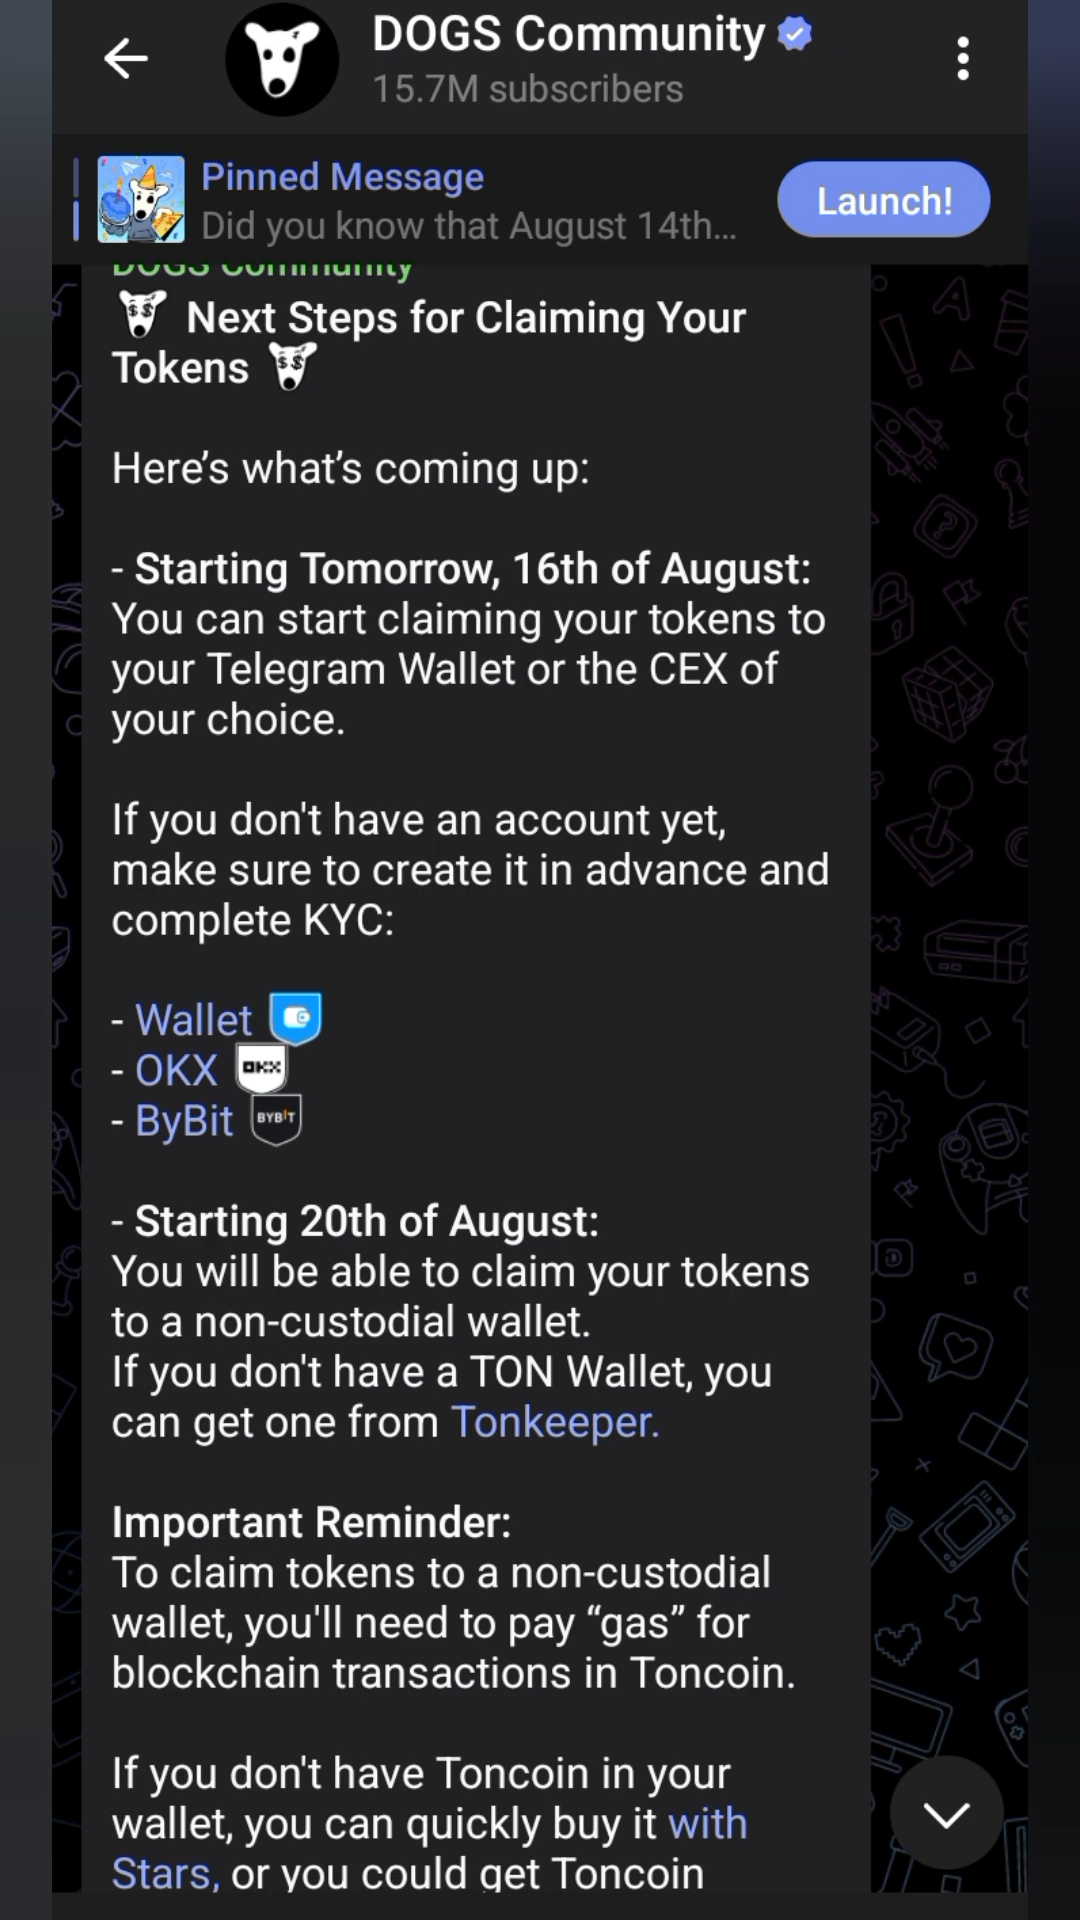 DOGS Community
15.7M subscribers
Pinned Message
Did you know that August 14th...
Launch!
DOGS Community
Next Steps for Claiming Your
Tokens
Here’s what’s coming up:
- Starting Tomorrow, 16th of August:
You can start claiming your tokens to
your Telegram Wallet or the CEX of
your choice.
If you don't have an account yet,
make sure to create it in advance and
complete KYC:
- Wallet
- OKX OKX
- ByBit BYBIT
- Starting 20th of August:
You will be able to claim your tokens
to a non-custodial wallet.
If you don't have a TON Wallet, you
can get one from Tonkeeper.
Important Reminder:
To claim tokens to a non-custodial
wallet, you'll need to pay “gas” for
blockchain transactions in Toncoin.
If you don't have Toncoin in your
wallet, you can quickly buy it with
Stars, or you could get Toncoin